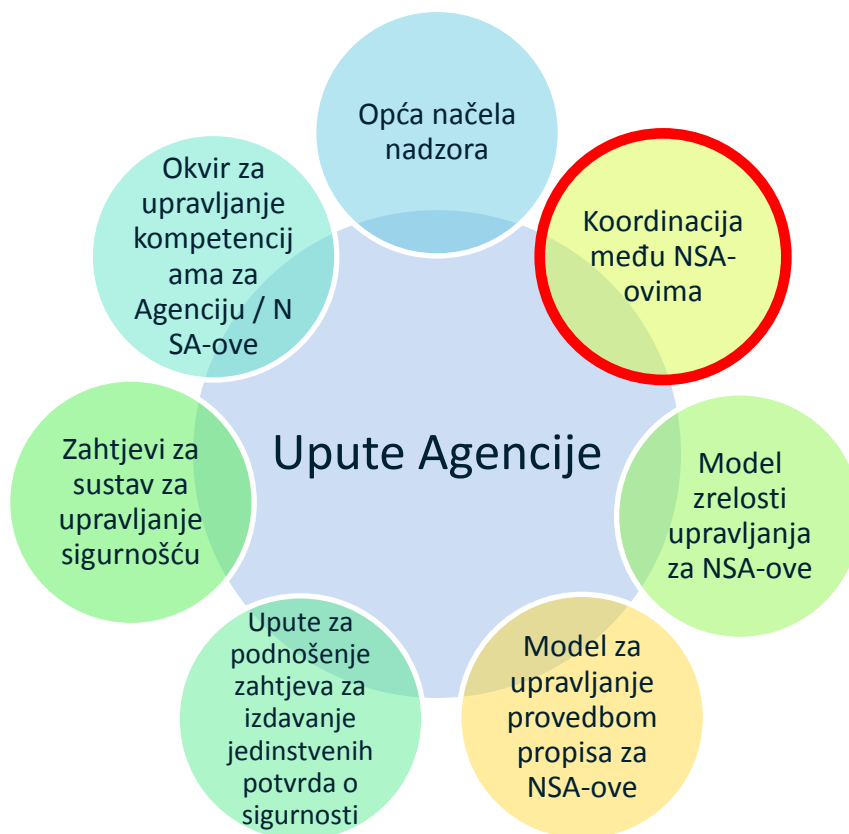 Opća načela
nadzora
Koordinacija
među NSA-
ovima
Model
zrelosti
upravljanja
za NSA-ove
Model za
upravljanje
provedbom
propisa za
NSA-ove
Upute za
podnošenje
zahtjeva za
izdavanje
jedinstvenih
potvrda o
sigurnosti
Zahtjevi za
sustav za
upravljanje
sigurnošću
Okvir za
upravljanje
kompetencij
ama za
Agenciju / N
SA-ove
Upute Agencije